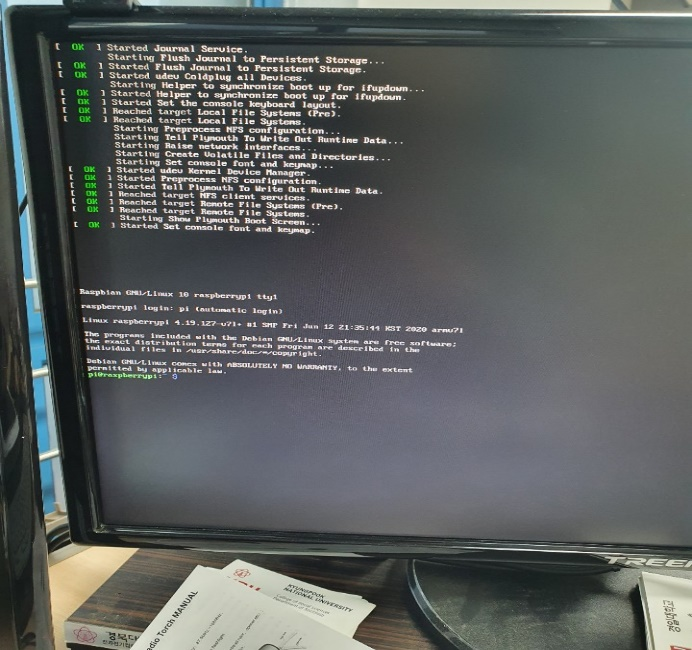 [ OK ] Started Journal Service.
Starting Flush Journal to Persistent Storage...
[ OK ] Started Flush Journal to Persistent Storage.
[ OK ] Started udev Coldplug all Devices.
Starting Helper to synchronize boot up for ifupdown...
[ OK ] Started Helper to synchronize boot up for ifupdown.
[ OK ] Started Set the console keyboard layout.
[ OK ] Reached target Local File Systems (Pre).
[ OK ] Reached target Local File Systems.
Starting Preprocess NFS configuration...
Starting Tell Plymouth To Write Out Runtime Data...
Starting Raise network interfaces...
Starting Create Volatile Files and Directories...
Starting Set console font and keymap...
[ OK ] Started udev Kernel Device Manager.
[ OK ] Started Preprocess NFS configuration.
[ OK ] Started Tell Plymouth To Write Out Runtime Data.
[ OK ] Reached target NFS client services.
[ OK ] Reached target Remote File Systems (Pre).
[ OK ] Reached target Remote File Systems.
Starting Show Plymouth Boot Screen...
[ OK ] Started Set console font and keymap.
Raspbian GNU/Linux 10 raspberrypi tty1
raspberrypi login: pi (automatic login)
Linux raspberrypi 4.19.127-v7l+ #1 SMP Fri Jun 12 21:35:44 KST 2020 armv7l
The programs included with the Debian GNU/Linux system are free software;
the exact distribution terms for each program are described in the
individual files in /usr/share/doc/*/copyright.
Debian GNU/Linux comes with ABSOLUTELY NO WARRANTY, to the extent
permitted by applicable law.
pi@raspberrypi:~ $
TREE
KYUNGPOOK
NATIONAL UNIVERSITY
adio Torch MANUAL
경북대